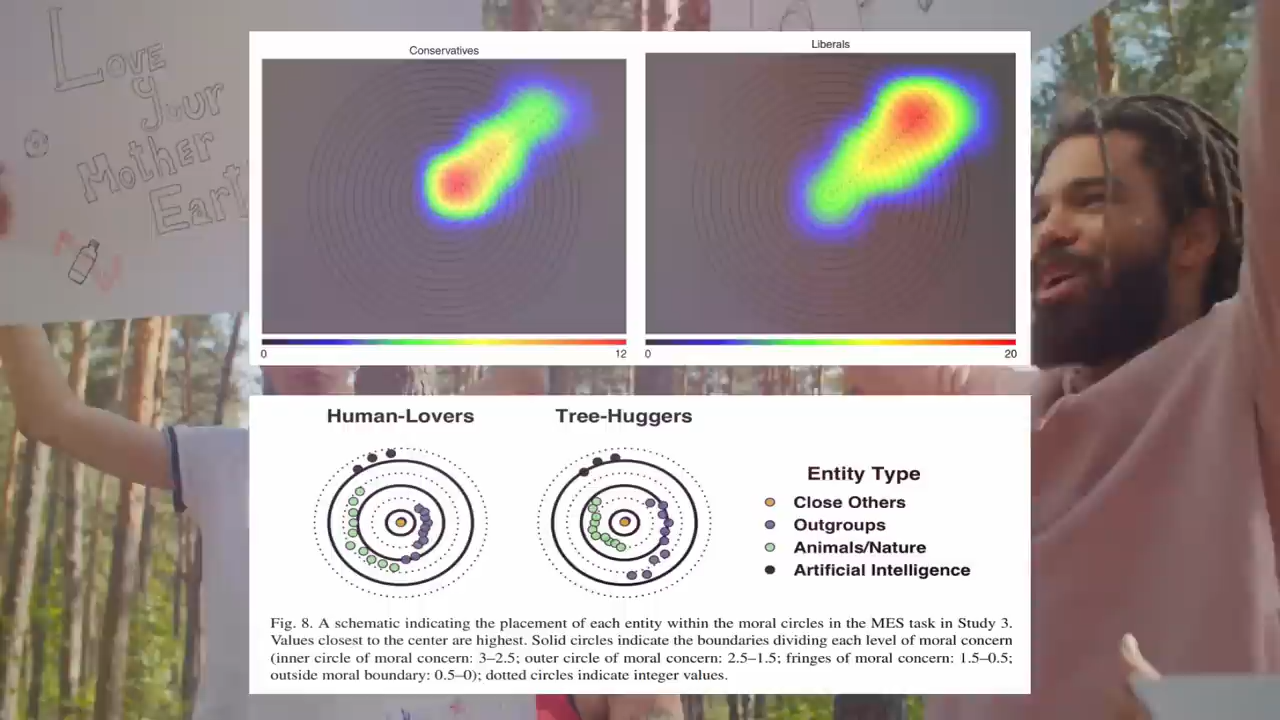 Love
your
Mother
Eart
Conservatives
Liberals
0 12
0 20
Human-Lovers
Tree-Huggers
Entity Type
Close Others
Outgroups
Animals/Nature
Artificial Intelligence
Fig. 8. A schematic indicating the placement of each entity within the moral circles in the MES task in Study 3.
Values closest to the center are highest. Solid circles indicate the boundaries dividing each level of moral concern
(inner circle of moral concern: 3–2.5; outer circle of moral concern: 2.5–1.5; fringes of moral concern: 1.5–0.5;
outside moral boundary: 0.5–0); dotted circles indicate integer values.